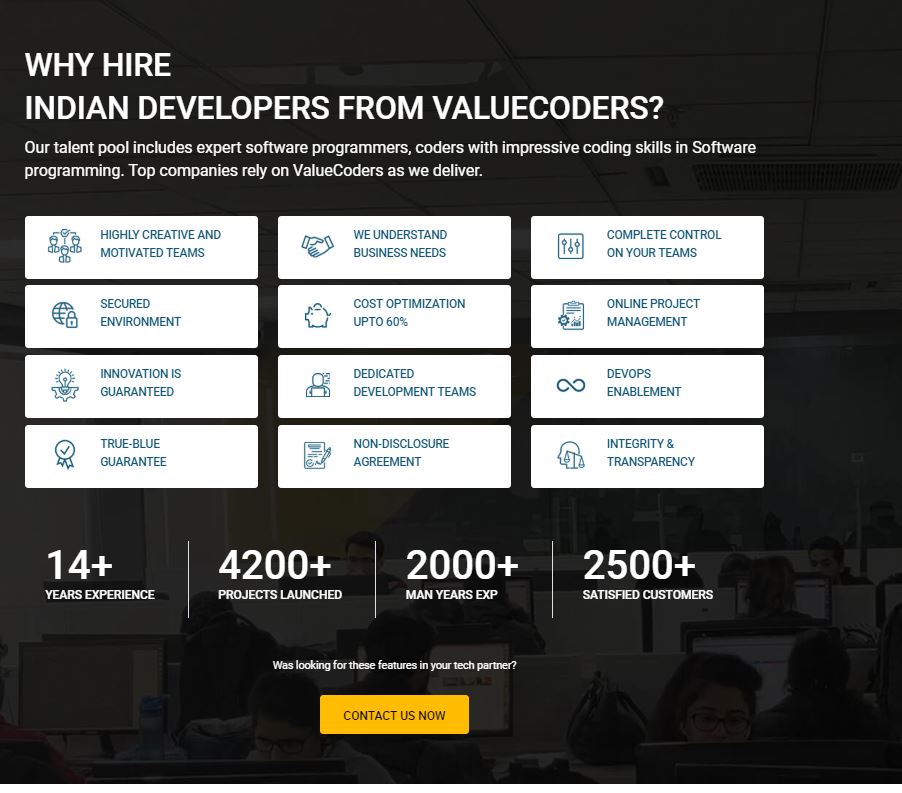 WHY HIRE
INDIAN DEVELOPERS FROM VALUECODERS?
Our talent pool includes expert software programmers, coders with impressive coding skills in Software
programming. Top companies rely on ValueCoders as we deliver.
HIGHLY CREATIVE AND
MOTIVATED TEAMS
WE UNDERSTAND
BUSINESS NEEDS
COMPLETE CONTROL
ON YOUR TEAMS
SECURED
ENVIRONMENT
COST OPTIMIZATION
UPTO 60%
ONLINE PROJECT
MANAGEMENT
INNOVATION IS
GUARANTEED
DEDICATED
DEVELOPMENT TEAMS
DEVOPS
ENABLEMENT
TRUE-BLUE
GUARANTEE
NON-DISCLOSURE
AGREEMENT
INTEGRITY &
TRANSPARENCY
14+
YEARS EXPERIENCE
4200+
PROJECTS LAUNCHED
2000+
MAN YEARS EXP
2500+
SATISFIED CUSTOMERS
Was looking for these features in your tech partner?
CONTACT US NOW